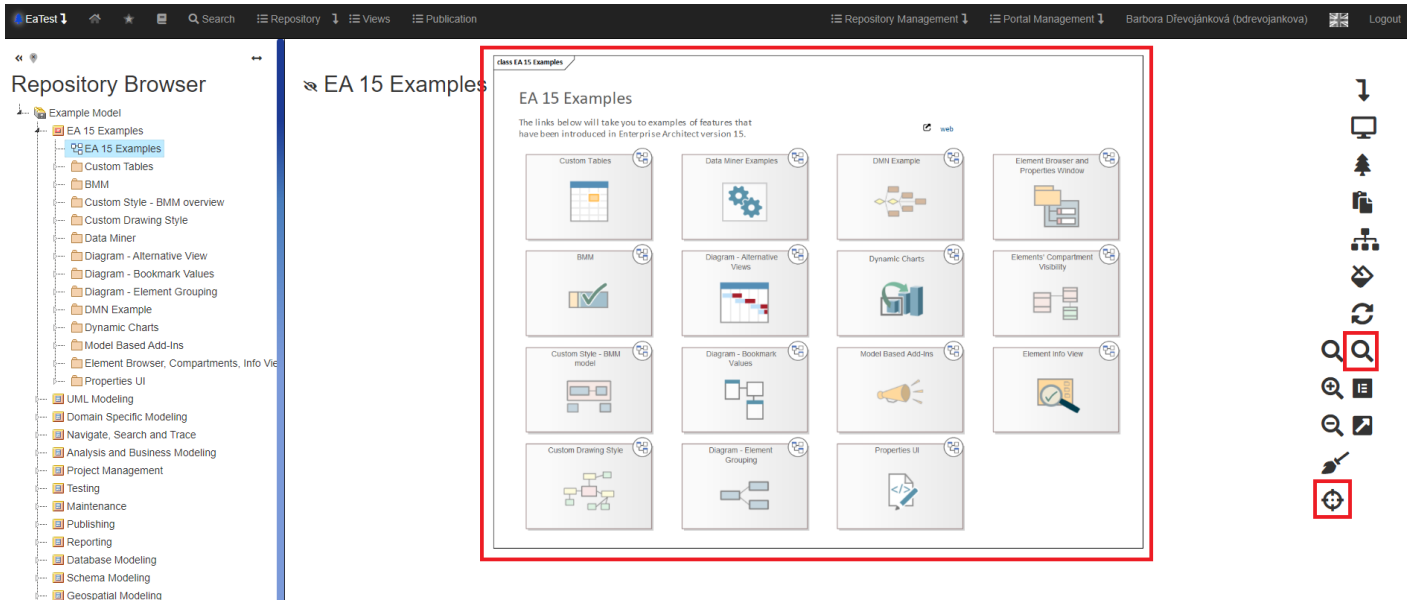 EaTest
Search
Repository
Views
Publication
Repository Management
Portal Management
Barbora Dřevojánková (bdrevojankova)
Logout
Repository Browser
Example Model
EA 15 Examples
EA 15 Examples
Custom Tables
BMM
Custom Style - BMM overview
Custom Drawing Style
Data Miner
Diagram - Alternative View
Diagram - Bookmark Values
Diagram - Element Grouping
DMN Example
Dynamic Charts
Model Based Add-Ins
Element Browser, Compartments, Info Vie
Properties UI
UML Modeling
Domain Specific Modeling
Navigate, Search and Trace
Analysis and Business Modeling
Project Management
Testing
Maintenance
Publishing
Reporting
Database Modeling
Schema Modeling
Geospatial Modeling
EA 15 Examples
class EA 15 Examples
EA 15 Examples
The links below will take you to examples of features that
have been introduced in Enterprise Architect version 15.
web
Custom Tables
Data Miner Examples
DMN Example
Element Browser and
Properties Window
BMM
Diagram - Alternative
Views
Dynamic Charts
Elements' Compartment
Visibility
Custom Style - BMM
model
Diagram - Bookmark
Values
Model Based Add-Ins
Element Info View
Custom Drawing Style
Diagram - Element
Grouping
Properties UI